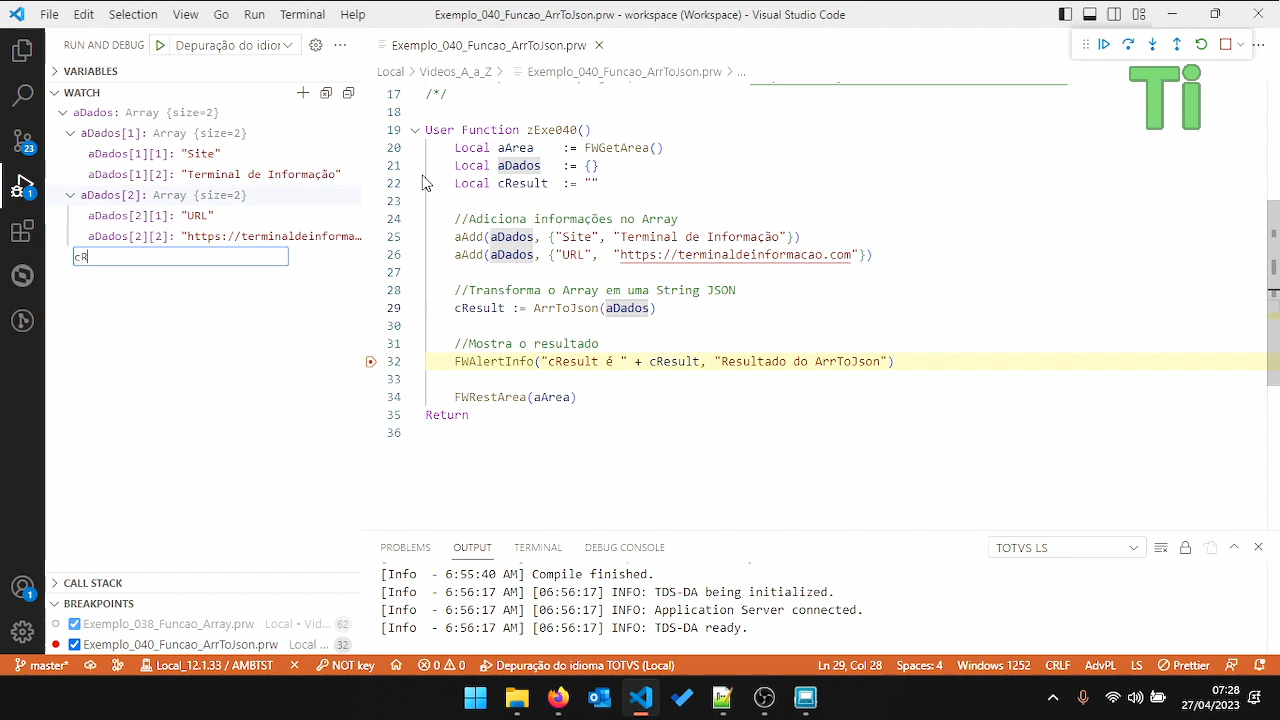 File Edit Selection View Go Run Terminal Help Exemplo_040_Funcao_ArrToJson.prw - workspace (Workspace) - Visual Studio Code
RUN AND DEBUG Depuração do idior
Exemplo_040_Funcao_ArrToJson.prw
Ti
VARIABLES
WATCH
aDados: Array {size=2}
aDados[1]: Array {size=2}
aDados[1][1]: "Site"
aDados[1][2]: "Terminal de Informação"
aDados[2]: Array {size=2}
aDados[2][1]: "URL"
aDados[2][2]: "https://terminaldeinforma...
cR
CALL STACK
BREAKPOINTS
Exemplo_038_Funcao_Array.prw Local • Vid... 62
Exemplo_040_Funcao_ArrToJson.prw Local ... 32
23
1
1
Local > Videos_A_a_Z > Exemplo_040_Funcao_ArrToJson.prw > ...
17 /*/
18
19 User Function zExe040()
20 Local aArea := FWGetArea()
21 Local aDados := {}
22 Local cResult := ""
23
24 //Adiciona informações no Array
25 aAdd(aDados, {"Site", "Terminal de Informação"})
26 aAdd(aDados, {"URL", "https://terminaldeinformacao.com"})
27
28 //Transforma o Array em uma String JSON
29 cResult := ArrToJson(aDados)
30
31 //Mostra o resultado
32 FWAlertInfo("cResult é " + cResult, "Resultado do ArrToJson")
33
34 FWRestArea(aArea)
35 Return
36
PROBLEMS OUTPUT TERMINAL DEBUG CONSOLE TOTVS LS
[Info - 6:55:40 AM] Compile finished.
[Info - 6:56:17 AM] [06:56:17] INFO: TDS-DA being initialized.
[Info - 6:56:17 AM] [06:56:17] INFO: Application Server connected.
[Info - 6:56:17 AM] [06:56:17] INFO: TDS-DA ready.
master* Local_12.1.33 / AMBTST NOT key 0 0 Depuração do idioma TOTVS (Local) Ln 29, Col 28 Spaces: 4 Windows 1252 CRLF AdvPL LS Prettier
07:28
27/04/2023